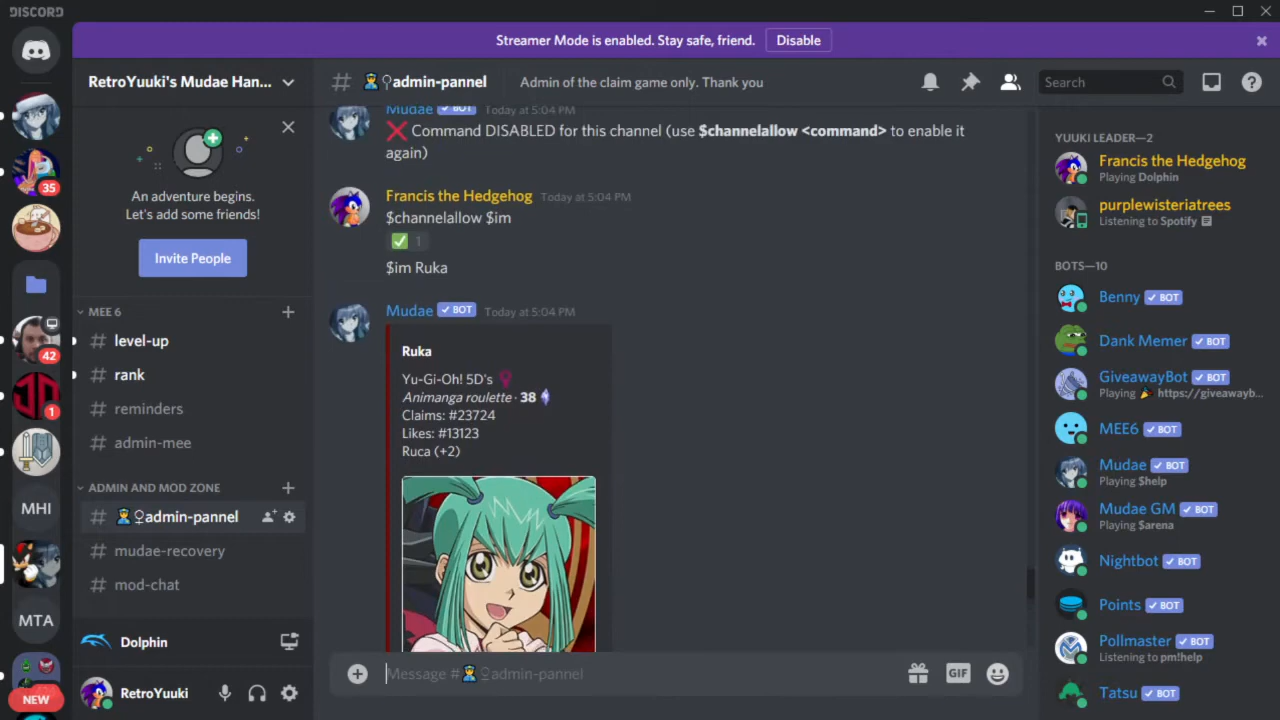 DISCORD
Streamer Mode is enabled. Stay safe, friend.
Disable
RetroYuuki's Mudae Han...
admin-pannel
Admin of the claim game only. Thank you
Search
35
42
1
MHI
MTA
NEW
An adventure begins.
Let's add some friends!
Invite People
MEE 6
level-up
rank
reminders
admin-mee
ADMIN AND MOD ZONE
admin-pannel
mudae-recovery
mod-chat
Dolphin
RetroYuuki
Mudae BOT Today at 5:04 PM
Command DISABLED for this channel (use $channelallow <command> to enable it
again)
Francis the Hedgehog Today at 5:04 PM
$channelallow $im
1
$im Ruka
Mudae BOT Today at 5:04 PM
Ruka
Yu-Gi-Oh! 5D's
Animanga roulette · 38
Claims: #23724
Likes: #13123
Ruca (+2)
Message # admin-pannel
GIF
YUUKI LEADER—2
Francis the Hedgehog
Playing Dolphin
purplewisteriatrees
Listening to Spotify
BOTS—10
Benny BOT
Dank Memer BOT
GiveawayBot BOT
Playing 🎉 https://giveawayb...
MEE6 BOT
Mudae BOT
Playing $help
Mudae GM BOT
Playing $arena
Nightbot BOT
Points BOT
Pollmaster BOT
Listening to pm!help
Tatsu BOT